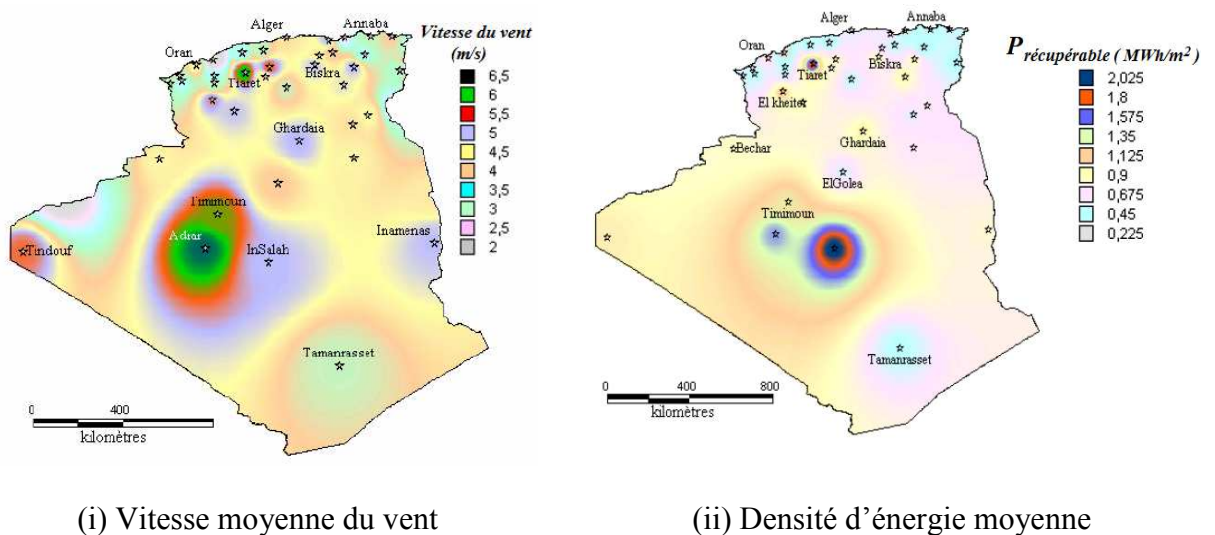 Alger
Annaba
Oran
Tiaret
Biskra
Ghardaia
Timimoun
Adrar
InSalah
Inamenas
Tindouf
Tamanrasset
Vitesse du vent
(m/s)
6,5
6
5,5
5
4,5
4
3,5
3
2,5
2
0 400
kilomètres
Alger
Annaba
Oran
Tiaret
Biskra
El kheiter
Ghardaia
Bechar
ElGolea
Timimoun
Tamanrasset
P récupérable ( MWh/m²)
2,025
1,8
1,575
1,35
1,125
0,9
0,675
0,45
0,225
0 400 800
kilomètres
(i) Vitesse moyenne du vent
(ii) Densité d’énergie moyenne